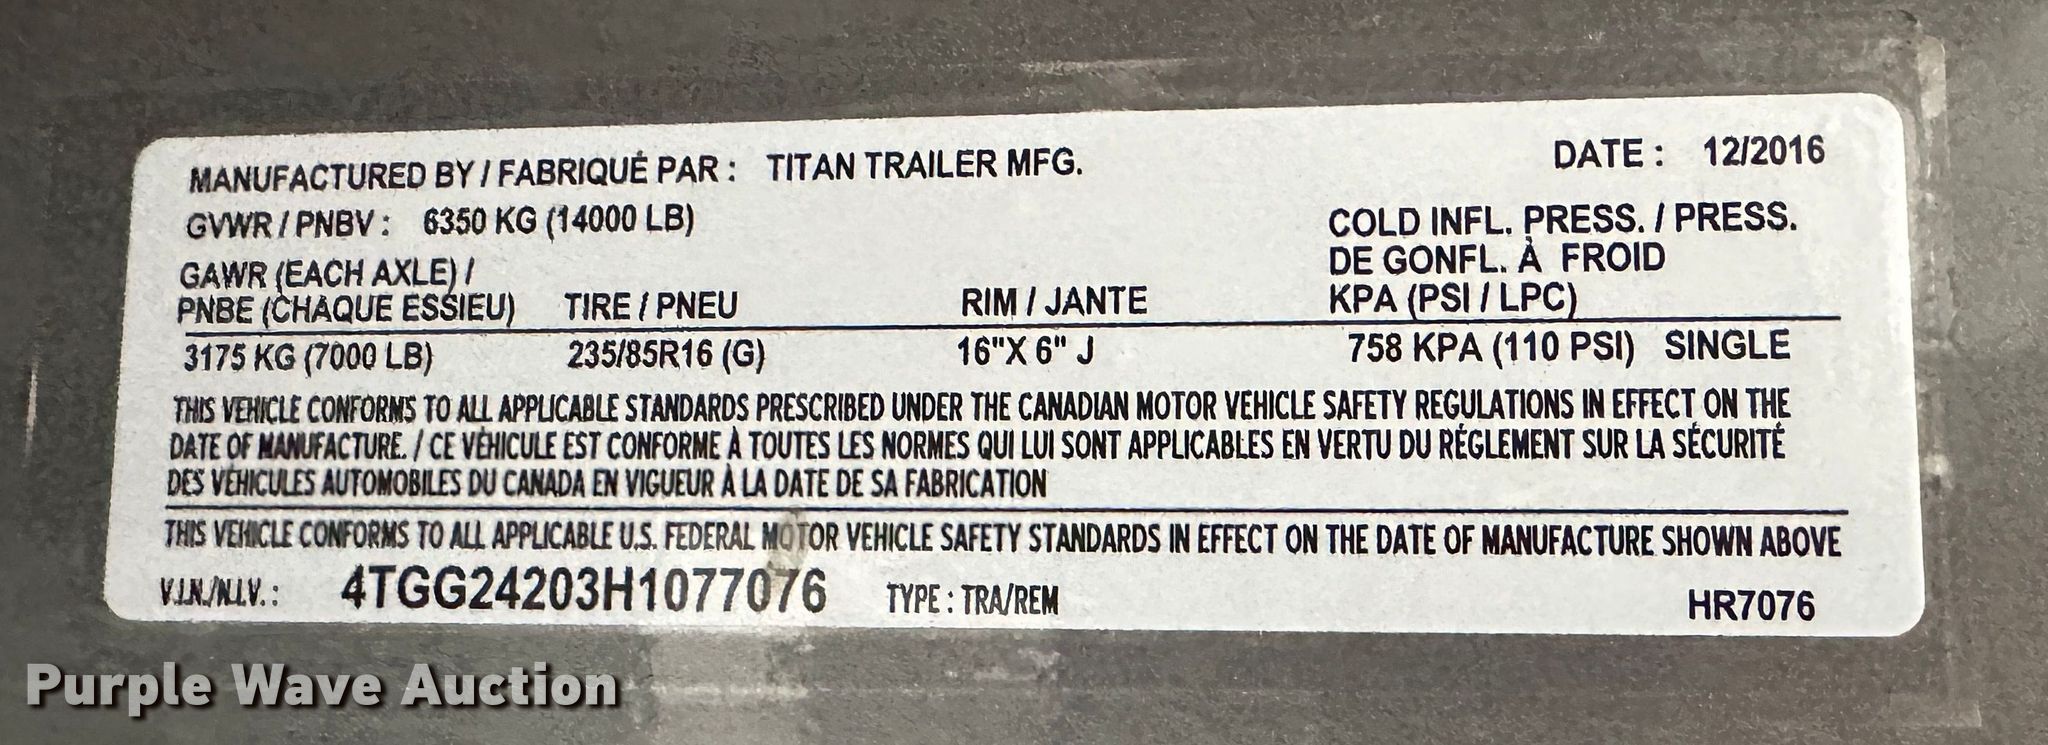 MANUFACTURED BY / FABRIQUÉ PAR : TITAN TRAILER MFG. DATE : 12/2016
GVWR / PNBV : 6350 KG (14000 LB)
COLD INFL. PRESS. / PRESS.
GAWR (EACH AXLE) / DE GONFL. À FROID
PNBE (CHAQUE ESSIEU) TIRE / PNEU RIM / JANTE KPA (PSI / LPC)
3175 KG (7000 LB) 235/85R16 (G) 16"X 6" J 758 KPA (110 PSI) SINGLE
THIS VEHICLE CONFORMS TO ALL APPLICABLE STANDARDS PRESCRIBED UNDER THE CANADIAN MOTOR VEHICLE SAFETY REGULATIONS IN EFFECT ON THE
DATE OF MANUFACTURE. / CE VÉHICULE EST CONFORME À TOUTES LES NORMES QUI LUI SONT APPLICABLES EN VERTU DU RÉGLEMENT SUR LA SÉCURITÉ
DES VÉHICULES AUTOMOBILES DU CANADA EN VIGUEUR À LA DATE DE SA FABRICATION
THIS VEHICLE CONFORMS TO ALL APPLICABLE U.S. FEDERAL MOTOR VEHICLE SAFETY STANDARDS IN EFFECT ON THE DATE OF MANUFACTURE SHOWN ABOVE
V.I.N./N.I.V. : 4TGG24203H1077076 TYPE : TRA/REM HR7076
Purple Wave Auction